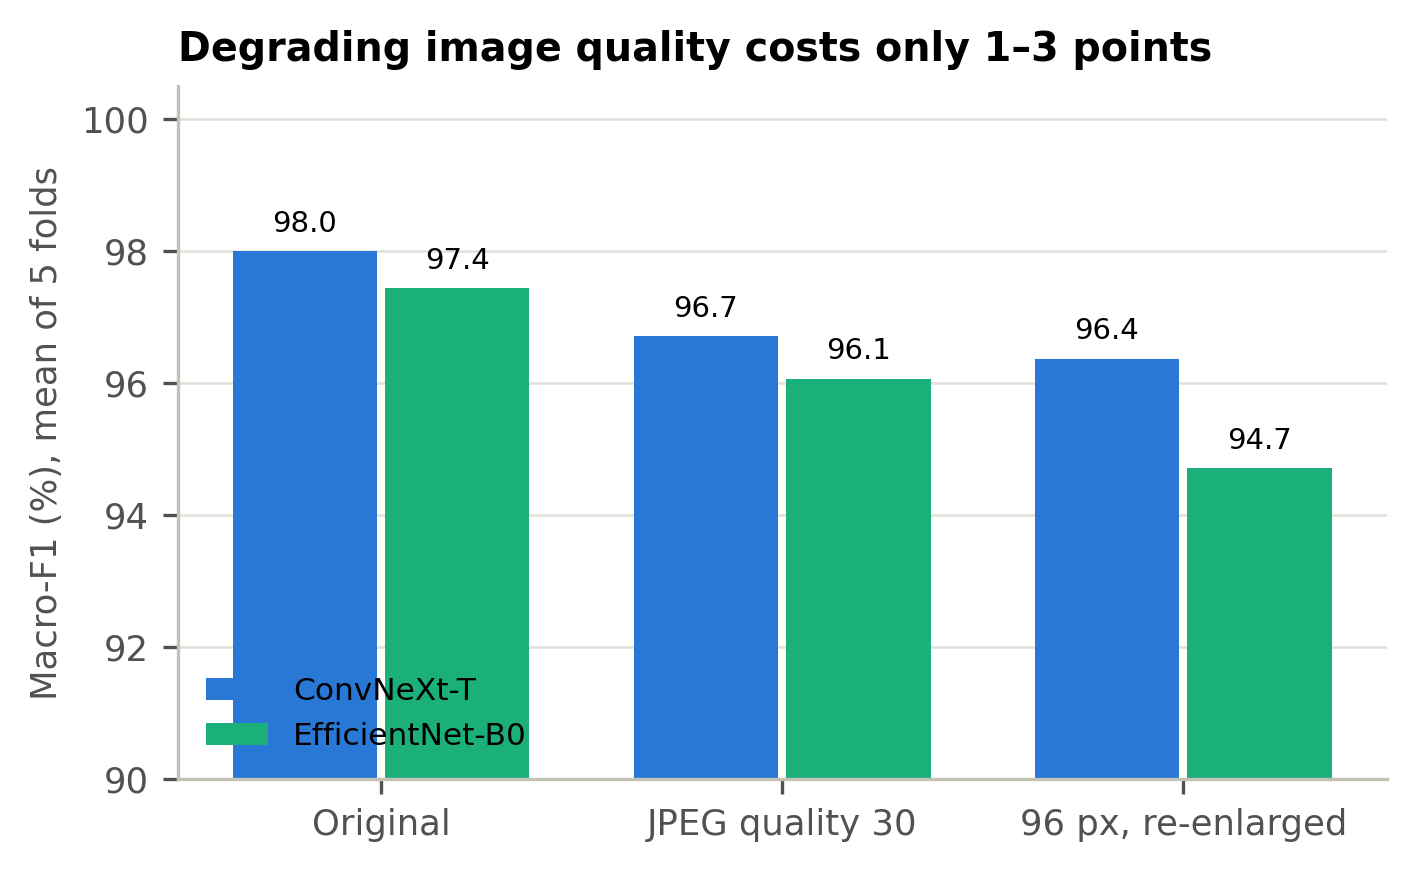 Degrading image quality costs only 1–3 points
Macro-F1 (%), mean of 5 folds
100
98
96
94
92
90
98.0
97.4
96.7
96.1
96.4
94.7
ConvNeXt-T
EfficientNet-B0
Original
JPEG quality 30
96 px, re-enlarged